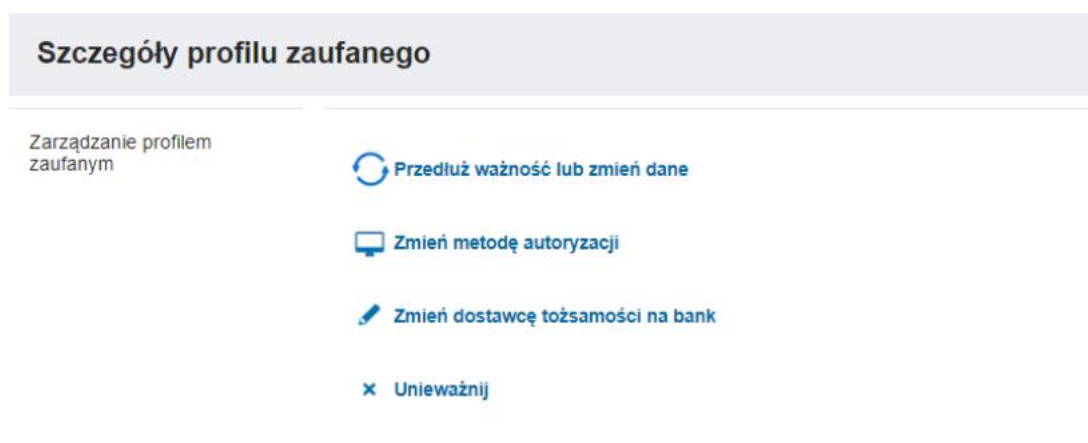 Szczegóły profilu zaufanego
Zarządzanie profilem
zaufanym
Przedłuż ważność lub zmień dane
Zmień metodę autoryzacji
Zmień dostawcę tożsamości na bank
Unieważnij